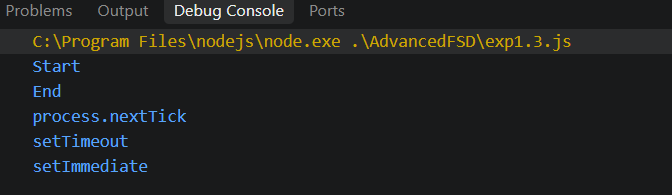 Problems Output Debug Console Ports
C:\Program Files\nodejs\node.exe .\AdvancedFSD\exp1.3.js
Start
End
process.nextTick
setTimeout
setImmediate